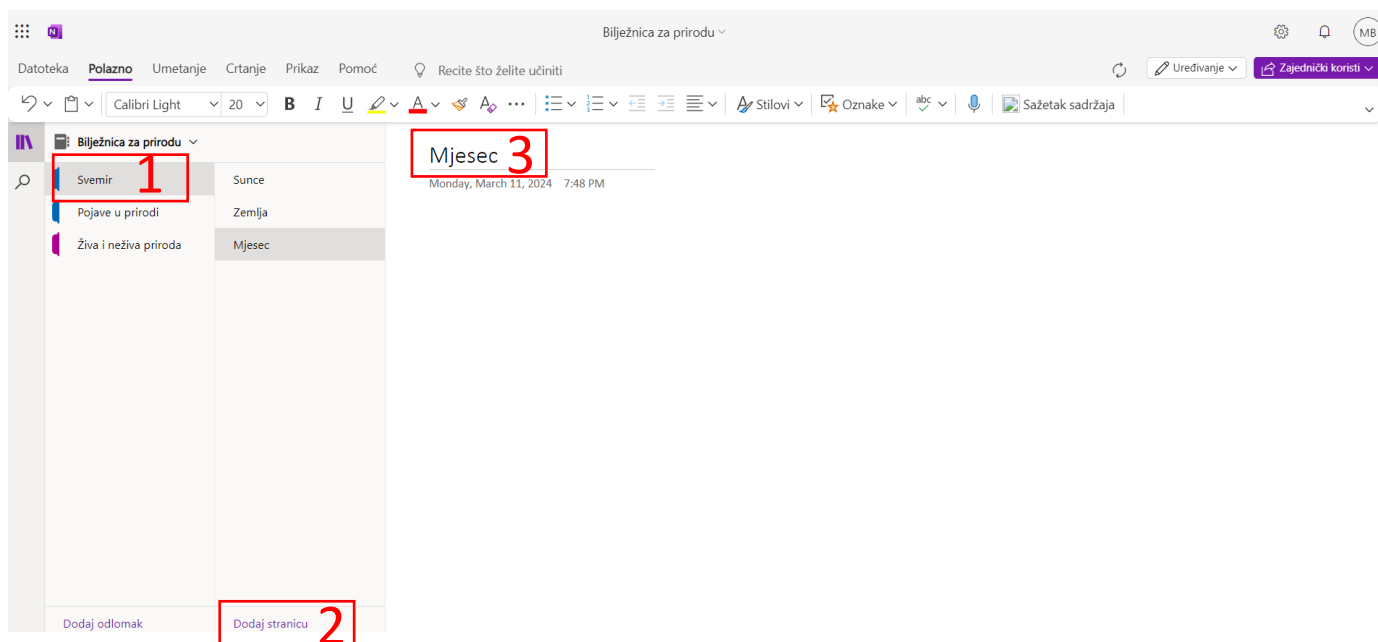 N
Bilježnica za prirodu
MB
Datoteka Polazno Umetanje Crtanje Prikaz Pomoć Recite što želite učiniti Uređivanje Zajednički koristi
Calibri Light 20 B I U A A Stilovi Oznake abc Sažetak sadržaja
Bilježnica za prirodu
Svemir 1
Pojave u prirodi
Živa i neživa priroda
Sunce
Zemlja
Mjesec
Mjesec 3
Monday, March 11, 2024 7:48 PM
Dodaj odlomak
Dodaj stranicu 2